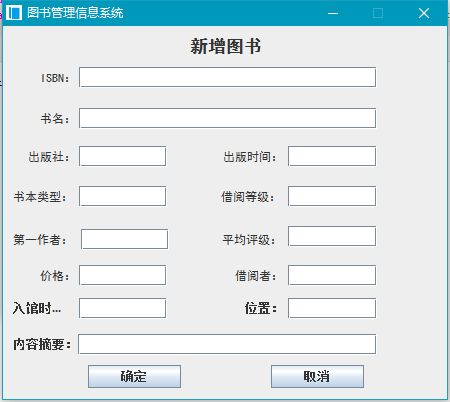 图书管理信息系统
新增图书
ISBN:
书名:
出版社: 出版时间:
书本类型: 借阅等级:
第一作者: 平均评级:
价格: 借阅者:
入馆时... 位置:
内容摘要:
确定 取消